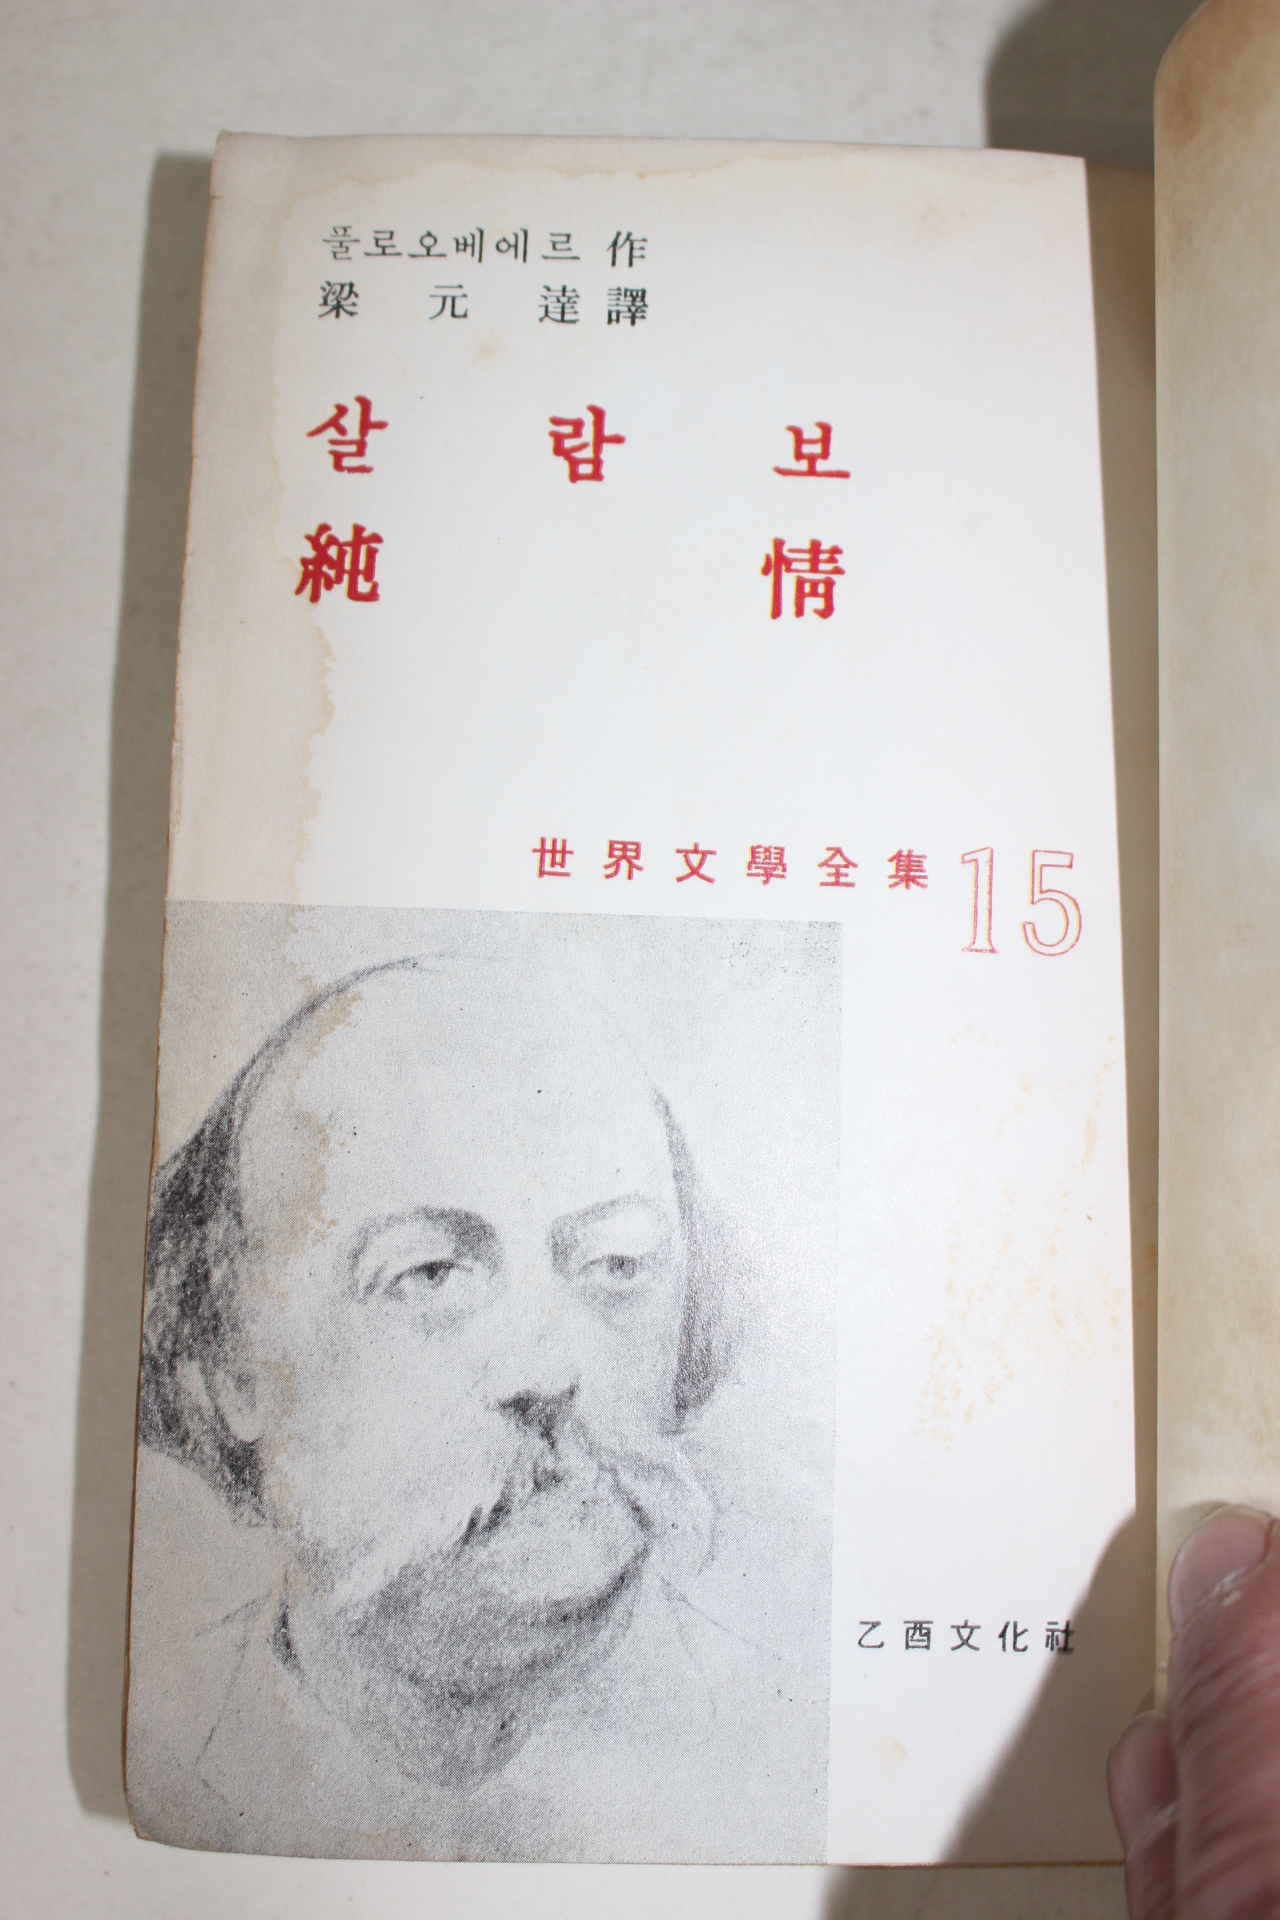 풀로오베에르 作
梁元達 譯
살람보
純情
世界文學全集 15
乙酉文化社